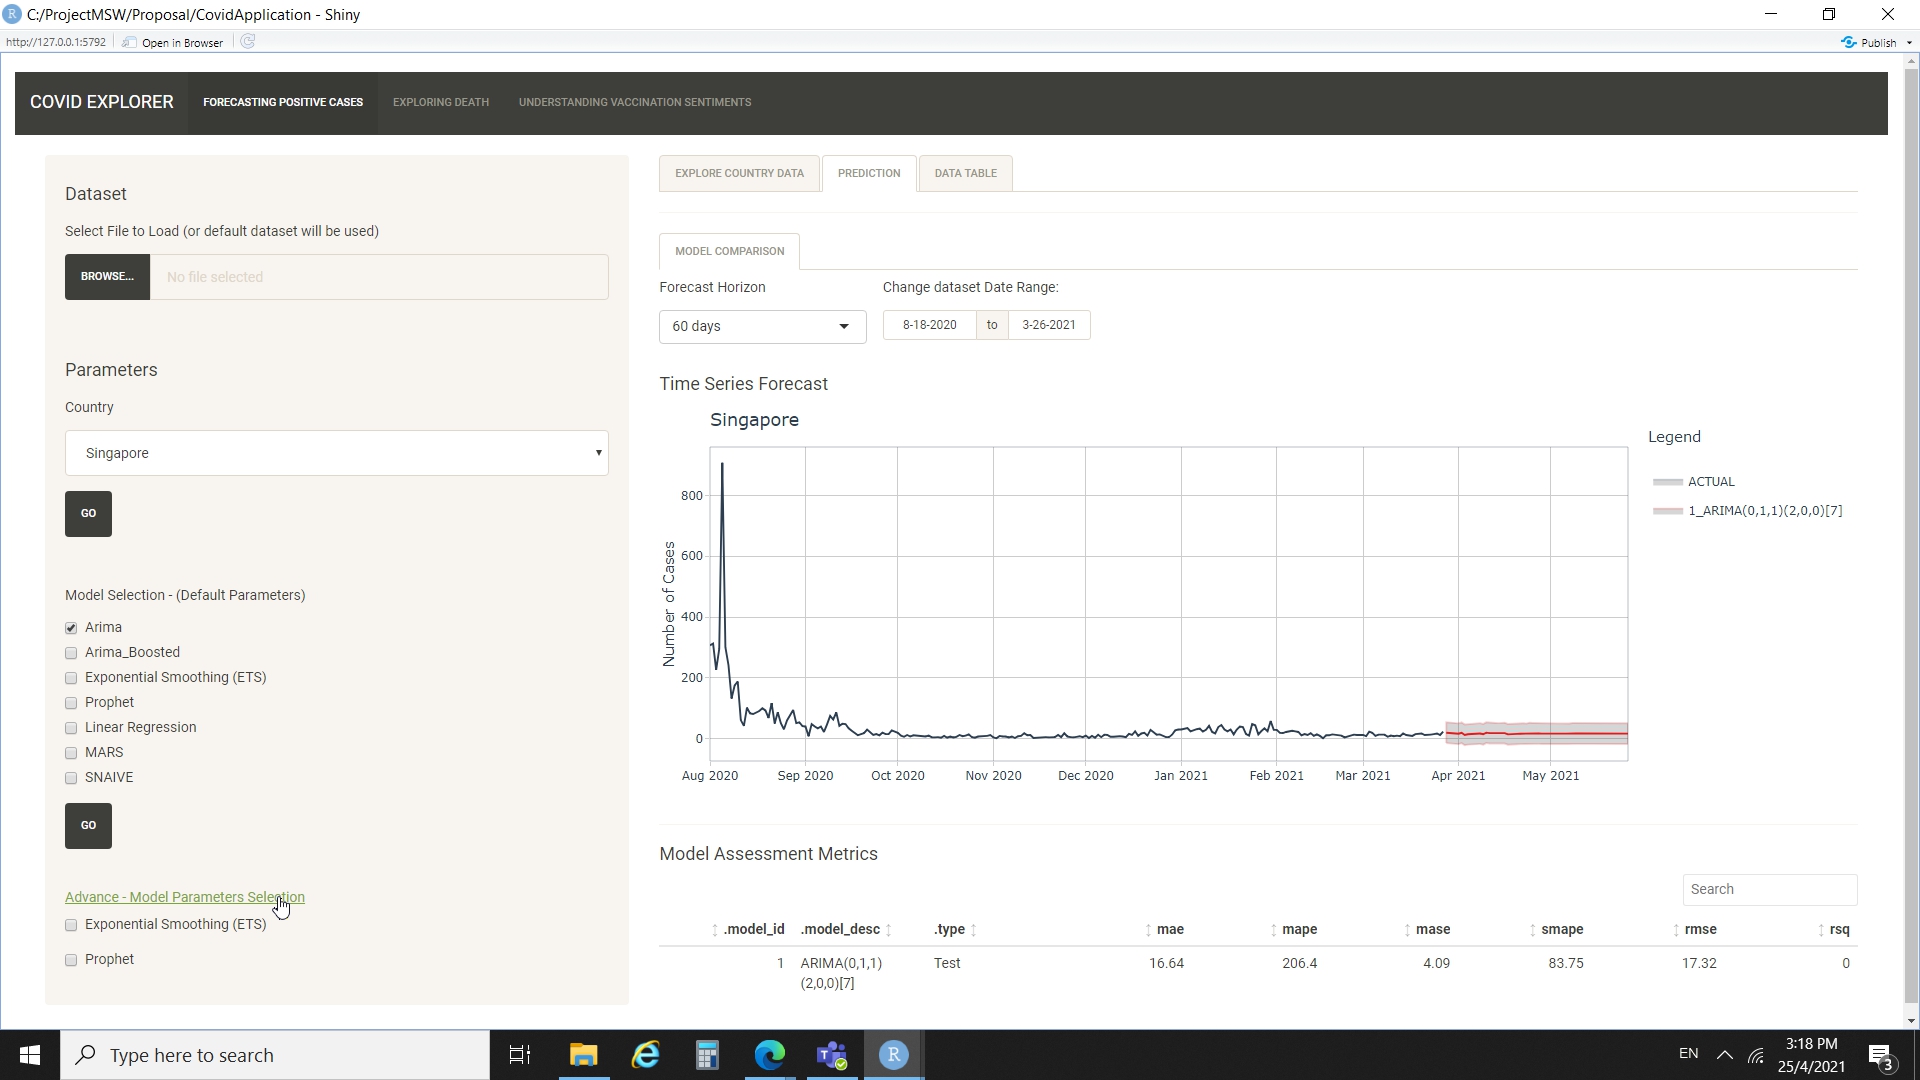 C:/ProjectMSW/Proposal/CovidApplication - Shiny
http://127.0.0.1:5792 Open in Browser Publish
COVID EXPLORER FORECASTING POSITIVE CASES EXPLORING DEATH UNDERSTANDING VACCINATION SENTIMENTS
Dataset
Select File to Load (or default dataset will be used)
BROWSE... No file selected
Parameters
Country
Singapore
GO
Model Selection - (Default Parameters)
Arima
Arima_Boosted
Exponential Smoothing (ETS)
Prophet
Linear Regression
MARS
SNAIVE
GO
Advance - Model Parameters Selection
Exponential Smoothing (ETS)
Prophet
EXPLORE COUNTRY DATA PREDICTION DATA TABLE
MODEL COMPARISON
Forecast Horizon Change dataset Date Range:
60 days 8-18-2020 to 3-26-2021
Time Series Forecast
Singapore
Legend
ACTUAL
1_ARIMA(0,1,1)(2,0,0)[7]
Number of Cases
800
600
400
200
0
Aug 2020 Sep 2020 Oct 2020 Nov 2020 Dec 2020 Jan 2021 Feb 2021 Mar 2021 Apr 2021 May 2021
Model Assessment Metrics
Search
.model_id .model_desc .type mae mape mase smape rmse rsq
1 ARIMA(0,1,1) Test 16.64 206.4 4.09 83.75 17.32 0
(2,0,0)[7]
Type here to search
EN
3:18 PM
25/4/2021
3